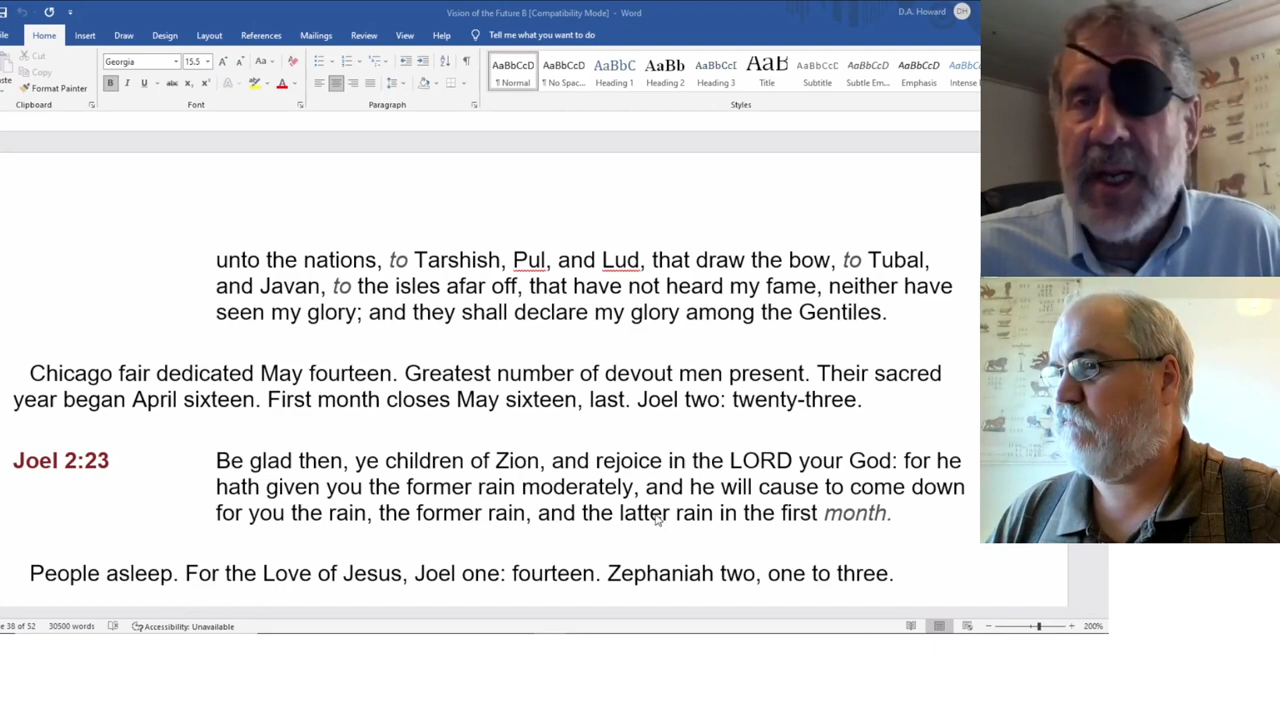 Vision of the Future B [Compatibility Mode] - Word
D.A. Howard
DH
Home Insert Draw Design Layout References Mailings Review View Help Tell me what you want to do
Cut
Copy
Format Painter
Clipboard
Georgia 15.5
Font
Paragraph
AaBbCcD AaBbCcD AaBbC AaBb AaBbCcI AaB AaBbCcD AaBbCcD AaBbCcD
Normal No Spac... Heading 1 Heading 2 Heading 3 Title Subtitle Subtle Em... Emphasis Intense
Styles
unto the nations, to Tarshish, Pul, and Lud, that draw the bow, to Tubal,
and Javan, to the isles afar off, that have not heard my fame, neither have
seen my glory; and they shall declare my glory among the Gentiles.
Chicago fair dedicated May fourteen. Greatest number of devout men present. Their sacred
year began April sixteen. First month closes May sixteen, last. Joel two: twenty-three.
Joel 2:23 Be glad then, ye children of Zion, and rejoice in the LORD your God: for he
hath given you the former rain moderately, and he will cause to come down
for you the rain, the former rain, and the latter rain in the first month.
People asleep. For the Love of Jesus, Joel one: fourteen. Zephaniah two, one to three.
38 of 52 30500 words Accessibility: Unavailable 200%